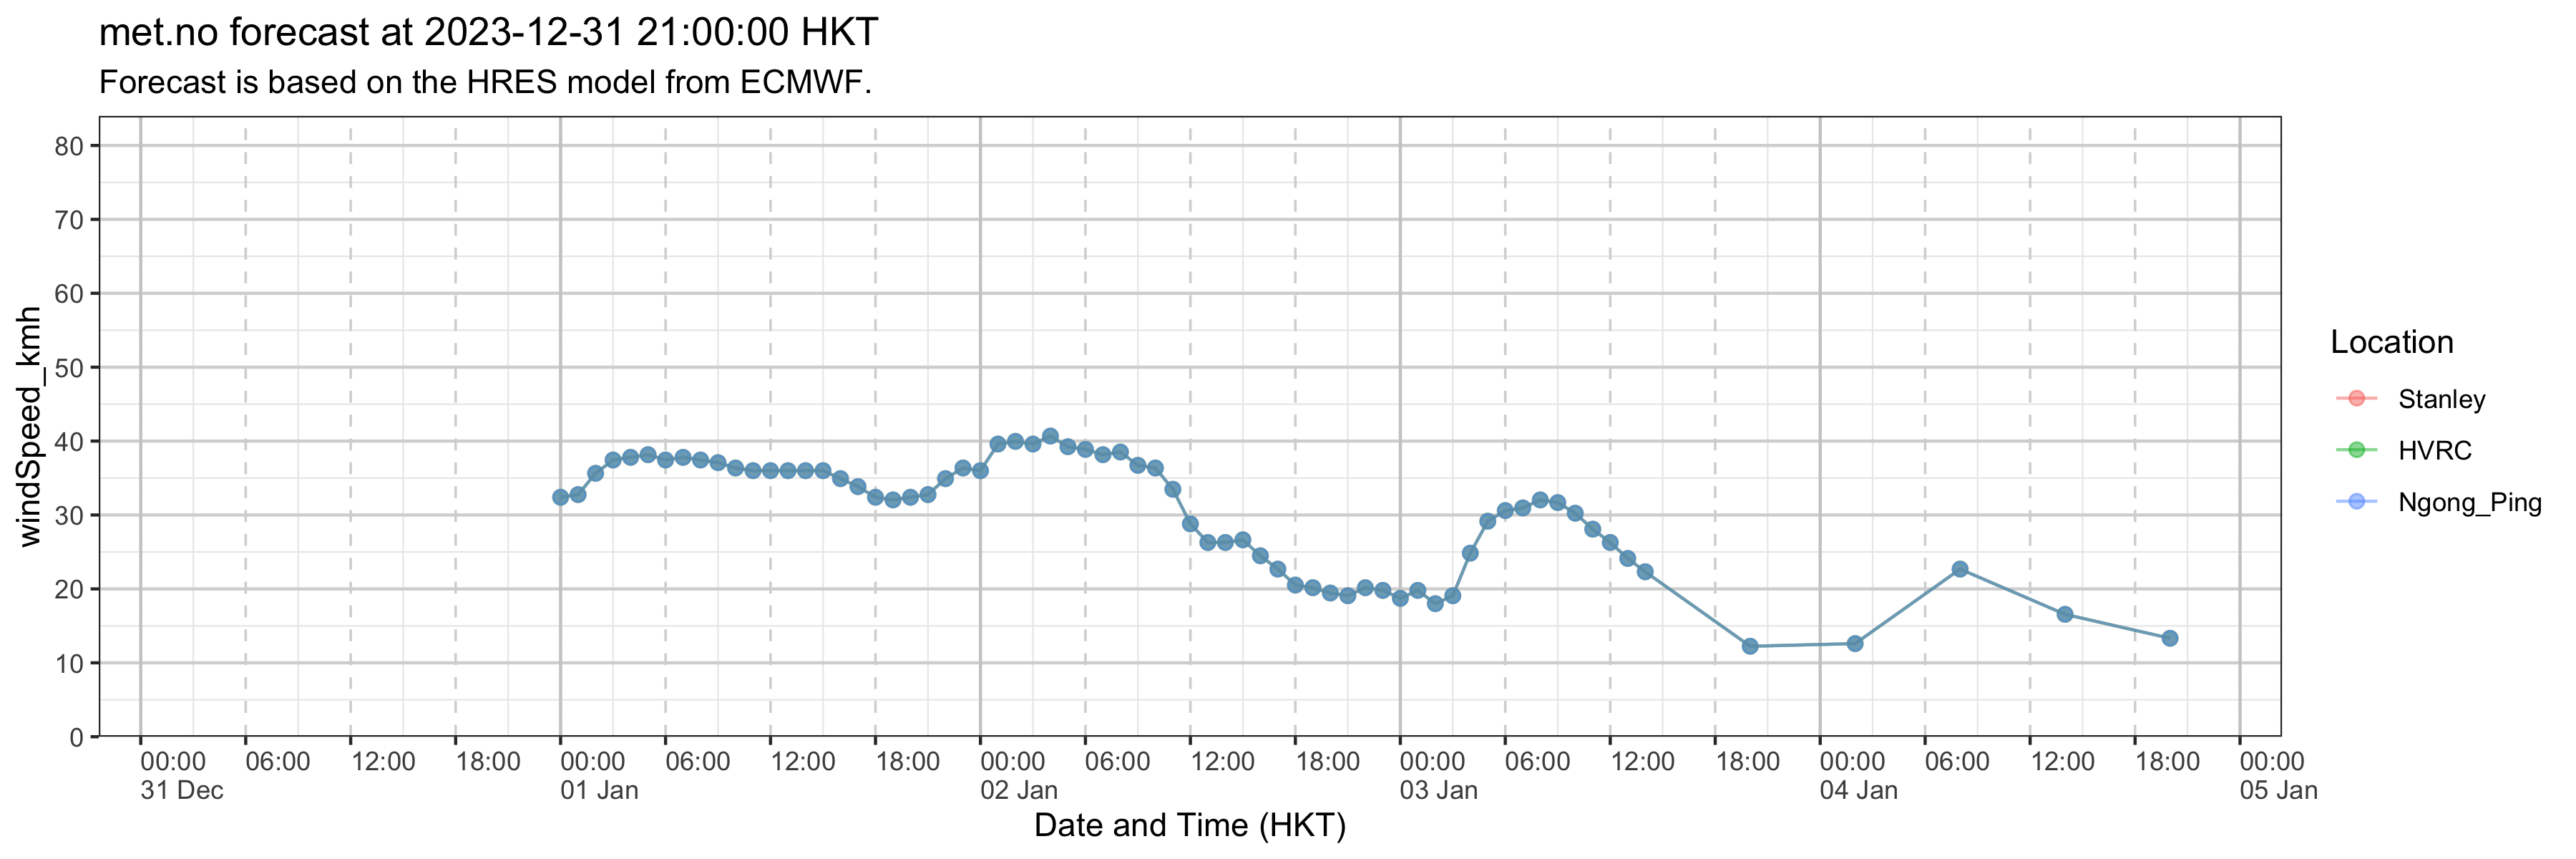 met.no forecast at 2023-12-31 21:00:00 HKT
Forecast is based on the HRES model from ECMWF.
80
70
60
50
40
30
20
10
0
windSpeed_kmh
00:00 06:00 12:00 18:00 00:00 06:00 12:00 18:00 00:00 06:00 12:00 18:00 00:00 06:00 12:00 18:00 00:00 06:00 12:00 18:00 00:00
31 Dec 01 Jan 02 Jan 03 Jan 04 Jan 05 Jan
Date and Time (HKT)
Location
Stanley
HVRC
Ngong_Ping